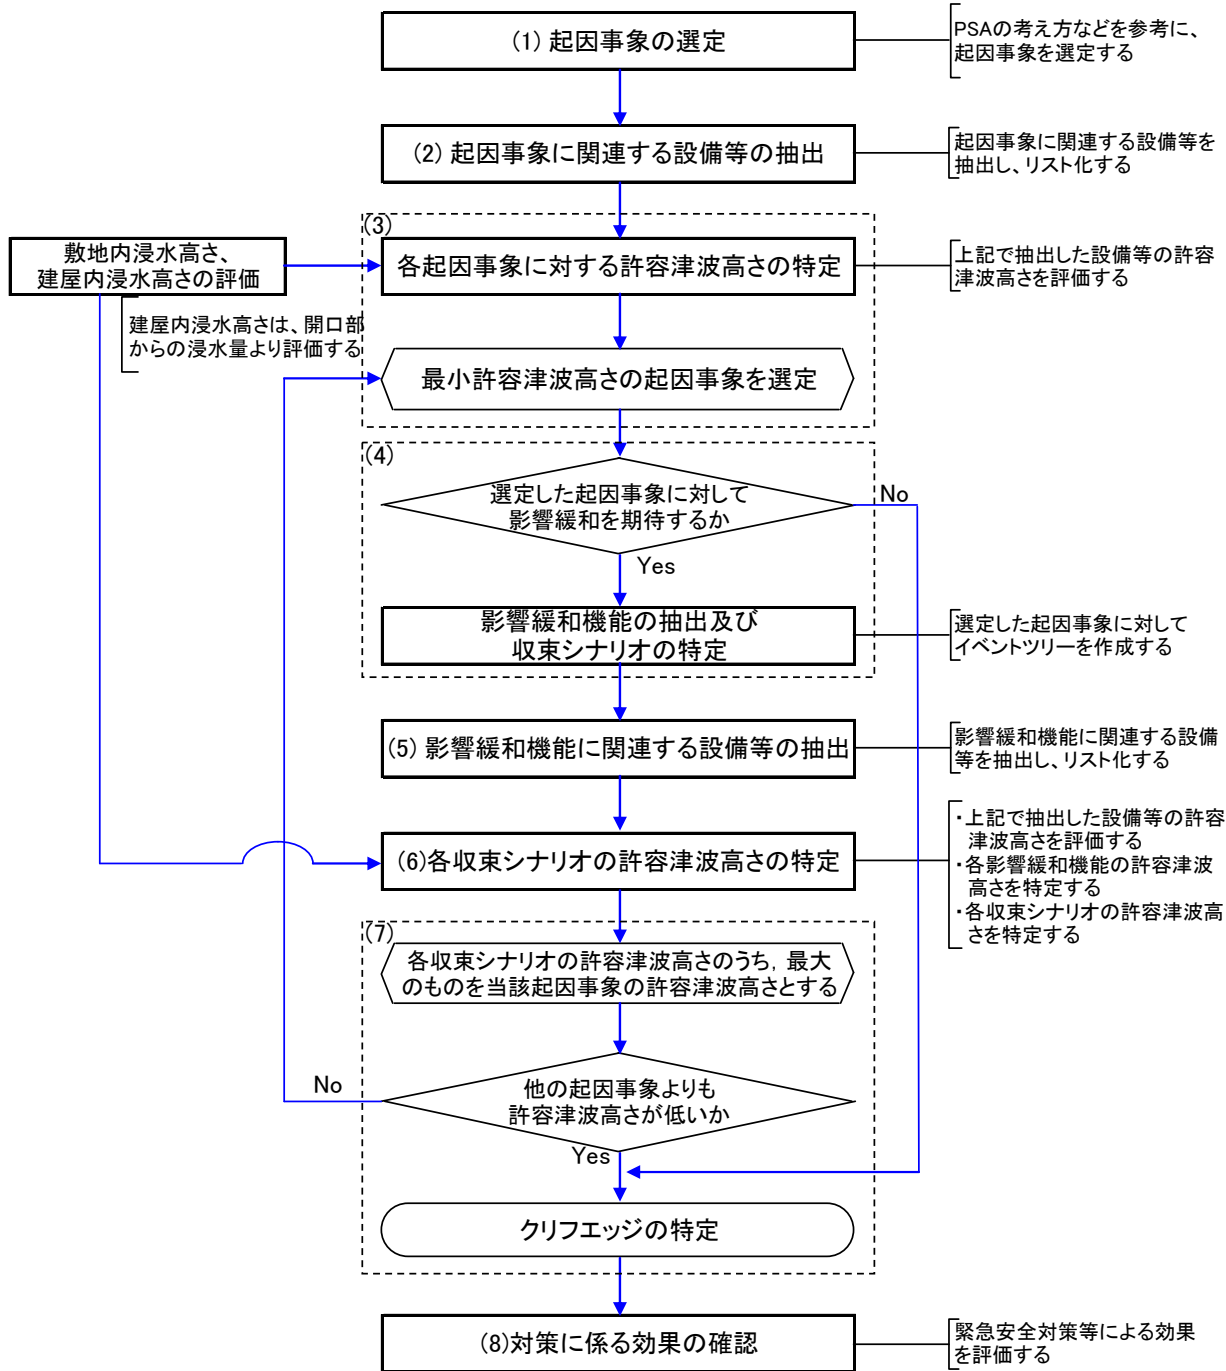 (1) 起因事象の選定
PSAの考え方などを参考に、
起因事象を選定する
(2) 起因事象に関連する設備等の抽出
起因事象に関連する設備等を
抽出し、リスト化する
(3)
敷地内浸水高さ、
建屋内浸水高さの評価
各起因事象に対する許容津波高さの特定
上記で抽出した設備等の許容
津波高さを評価する
建屋内浸水高さは、開口部
からの浸水量より評価する
最小許容津波高さの起因事象を選定
(4)
選定した起因事象に対して
影響緩和を期待するか
No
Yes
影響緩和機能の抽出及び
収束シナリオの特定
選定した起因事象に対して
イベントツリーを作成する
(5) 影響緩和機能に関連する設備等の抽出
影響緩和機能に関連する設備
等を抽出し、リスト化する
(6)各収束シナリオの許容津波高さの特定
・上記で抽出した設備等の許容
津波高さを評価する
・各影響緩和機能の許容津波
高さを特定する
・各収束シナリオの許容津波高
さを特定する
(7)
各収束シナリオの許容津波高さのうち, 最大
のものを当該起因事象の許容津波高さとする
他の起因事象よりも
許容津波高さが低いか
No
Yes
クリフエッジの特定
(8)対策に係る効果の確認
緊急安全対策等による効果
を評価する